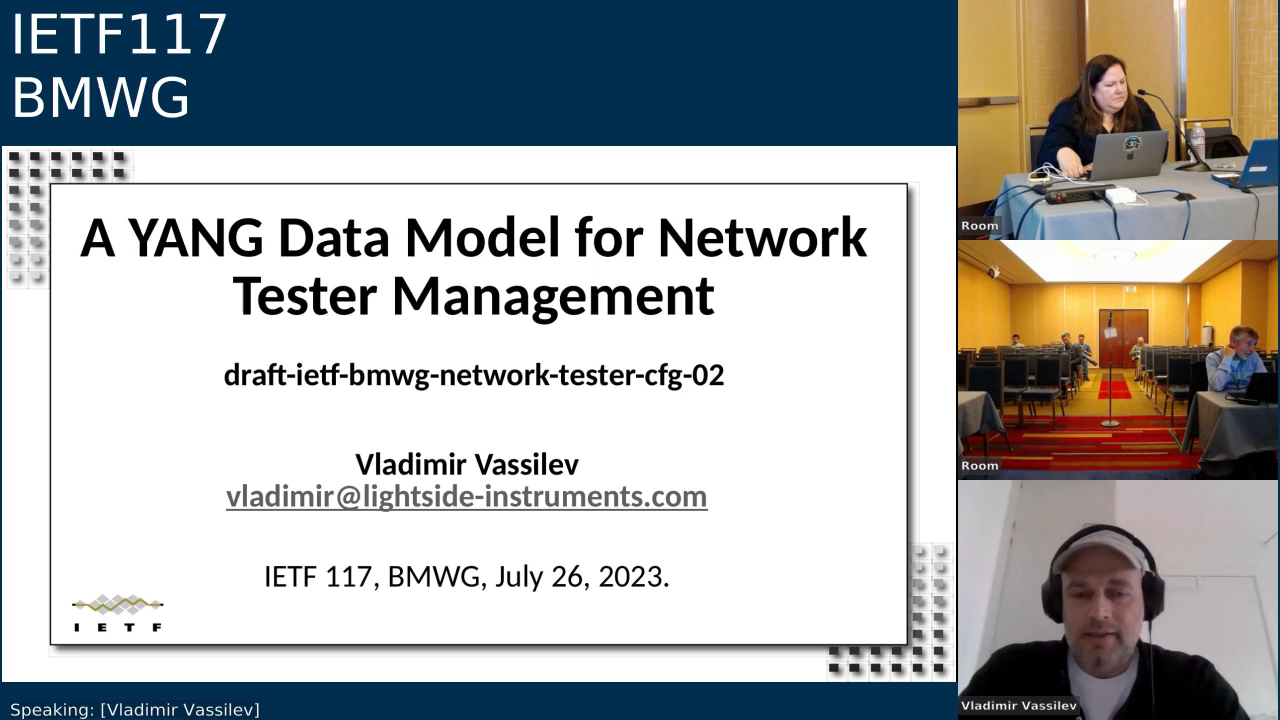 IETF117
BMWG
A YANG Data Model for Network
Tester Management
draft-ietf-bmwg-network-tester-cfg-02
Vladimir Vassilev
vladimir@lightside-instruments.com
IETF 117, BMWG, July 26, 2023.
I E T F
Speaking: [Vladimir Vassilev]
Room
Room
Vladimir Vassilev